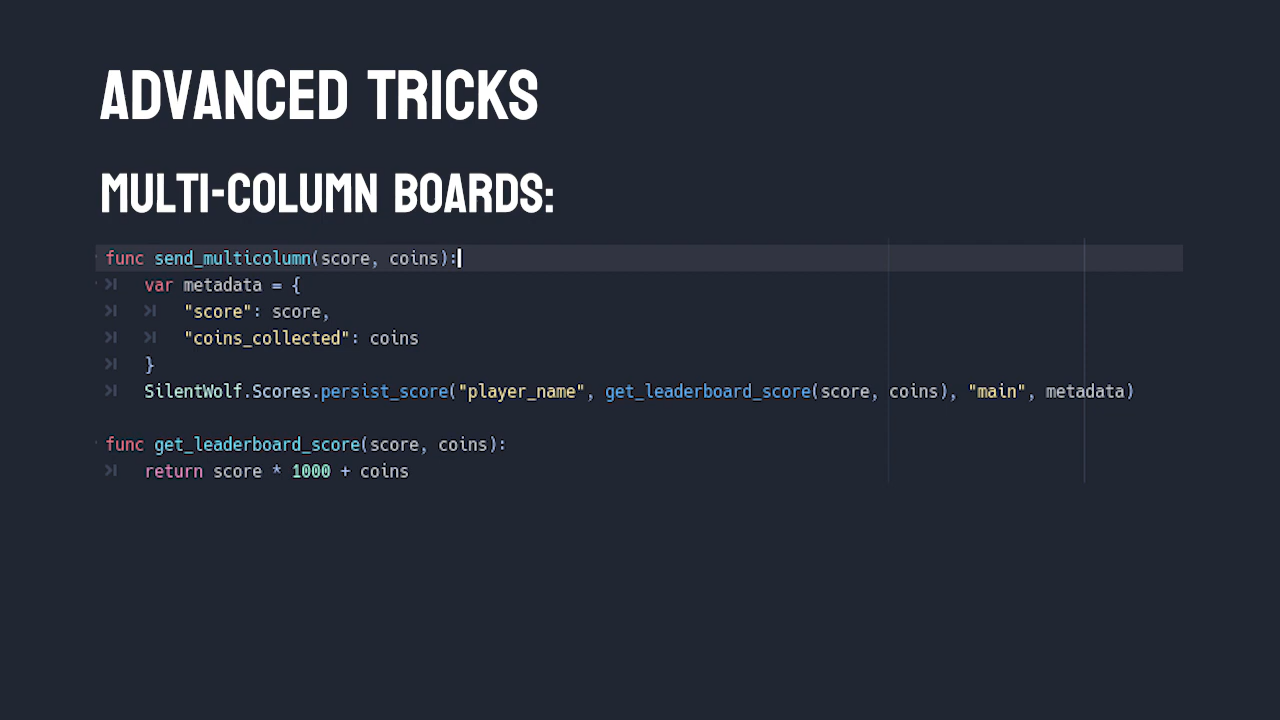 ADVANCED TRICKS
MULTI-COLUMN BOARDS:
func send_multicolumn(score, coins):
var metadata = {
"score": score,
"coins_collected": coins
}
SilentWolf.Scores.persist_score("player_name", get_leaderboard_score(score, coins), "main", metadata)
func get_leaderboard_score(score, coins):
return score * 1000 + coins